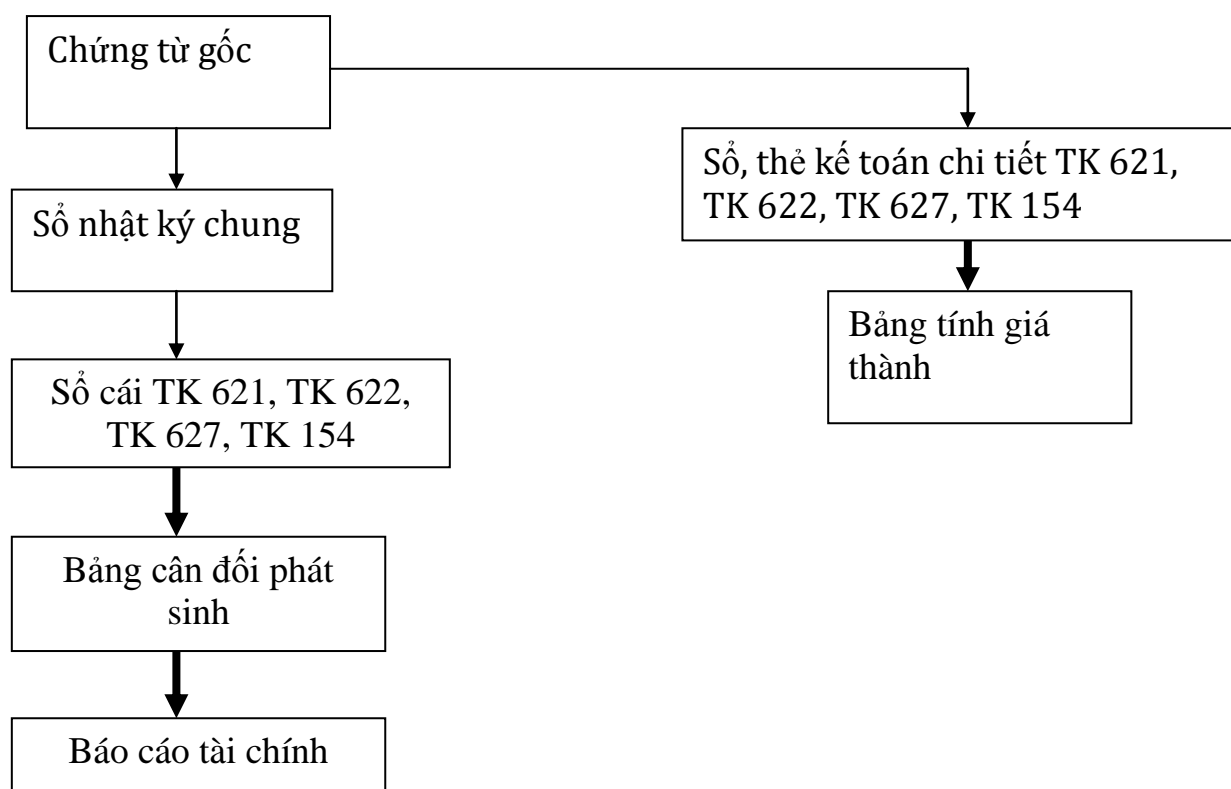 Chứng từ gốc
Sổ, thẻ kế toán chi tiết TK 621,
TK 622, TK 627, TK 154
Sổ nhật ký chung
Bảng tính giá
thành
Sổ cái TK 621, TK 622,
TK 627, TK 154
Bảng cân đối phát
sinh
Báo cáo tài chính